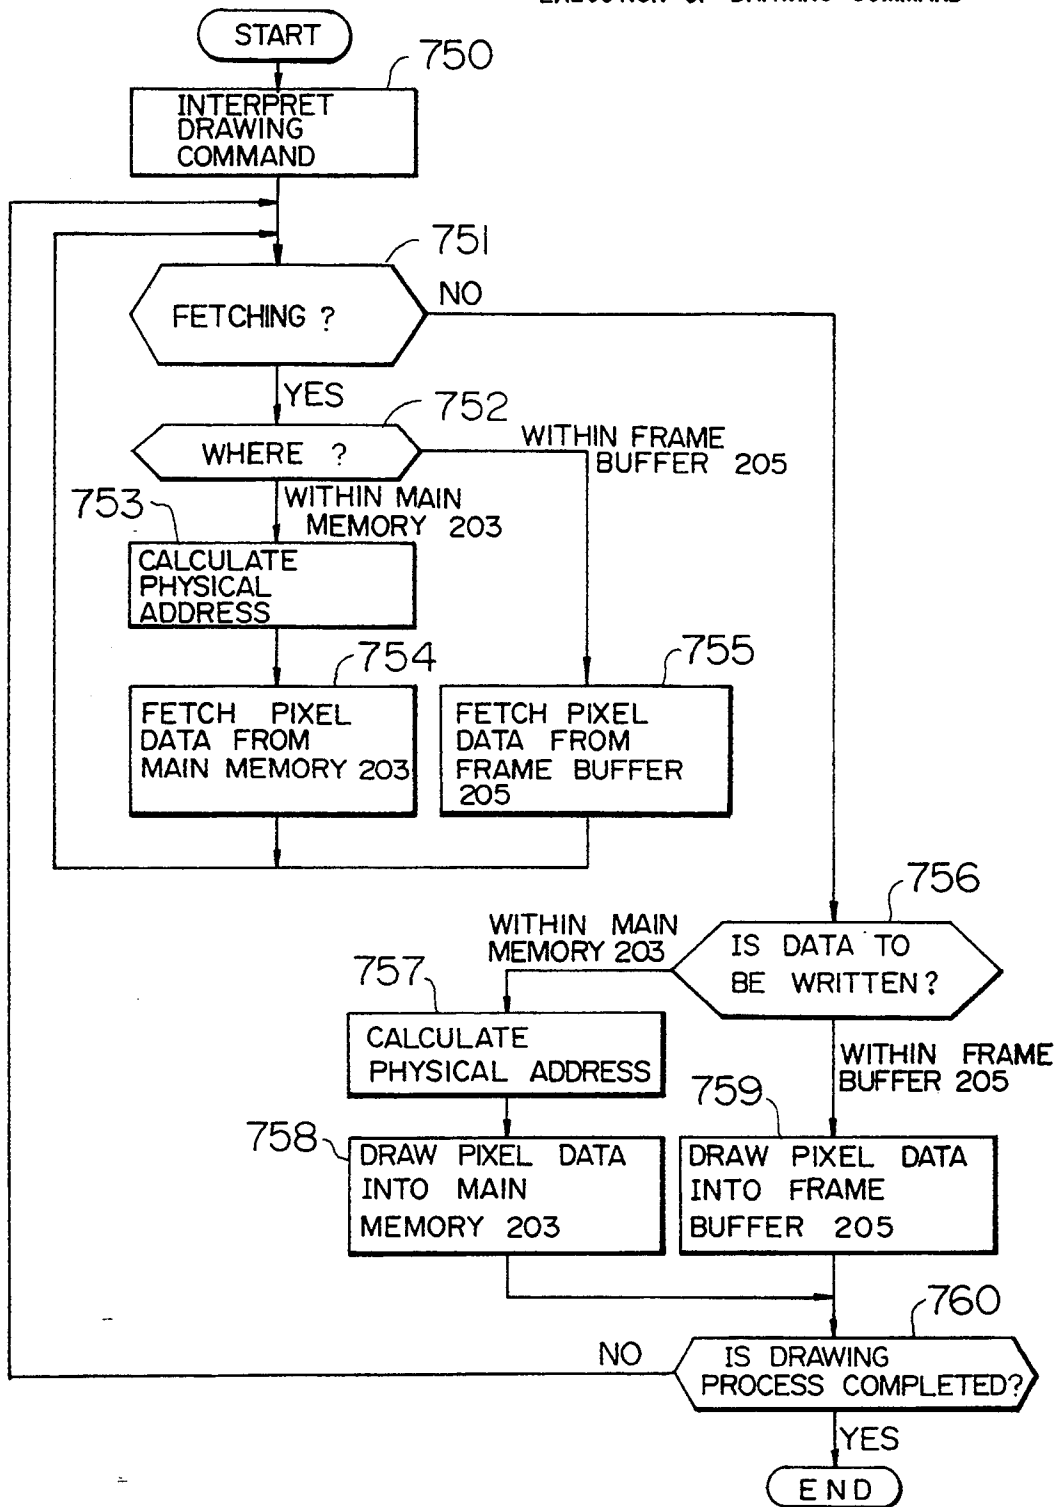 START
750
INTERPRET
DRAWING
COMMAND
751
FETCHING ?
NO
YES
752
WHERE ?
WITHIN FRAME
BUFFER 205
WITHIN MAIN
MEMORY 203
753
CALCULATE
PHYSICAL
ADDRESS
754
FETCH PIXEL
DATA FROM
MAIN MEMORY 203
755
FETCH PIXEL
DATA FROM
FRAME BUFFER
205
756
IS DATA TO
BE WRITTEN?
WITHIN MAIN
MEMORY 203
757
CALCULATE
PHYSICAL ADDRESS
WITHIN FRAME
BUFFER 205
758
DRAW PIXEL DATA
INTO MAIN
MEMORY 203
759
DRAW PIXEL DATA
INTO FRAME
BUFFER 205
760
IS DRAWING
PROCESS COMPLETED?
NO
YES
END